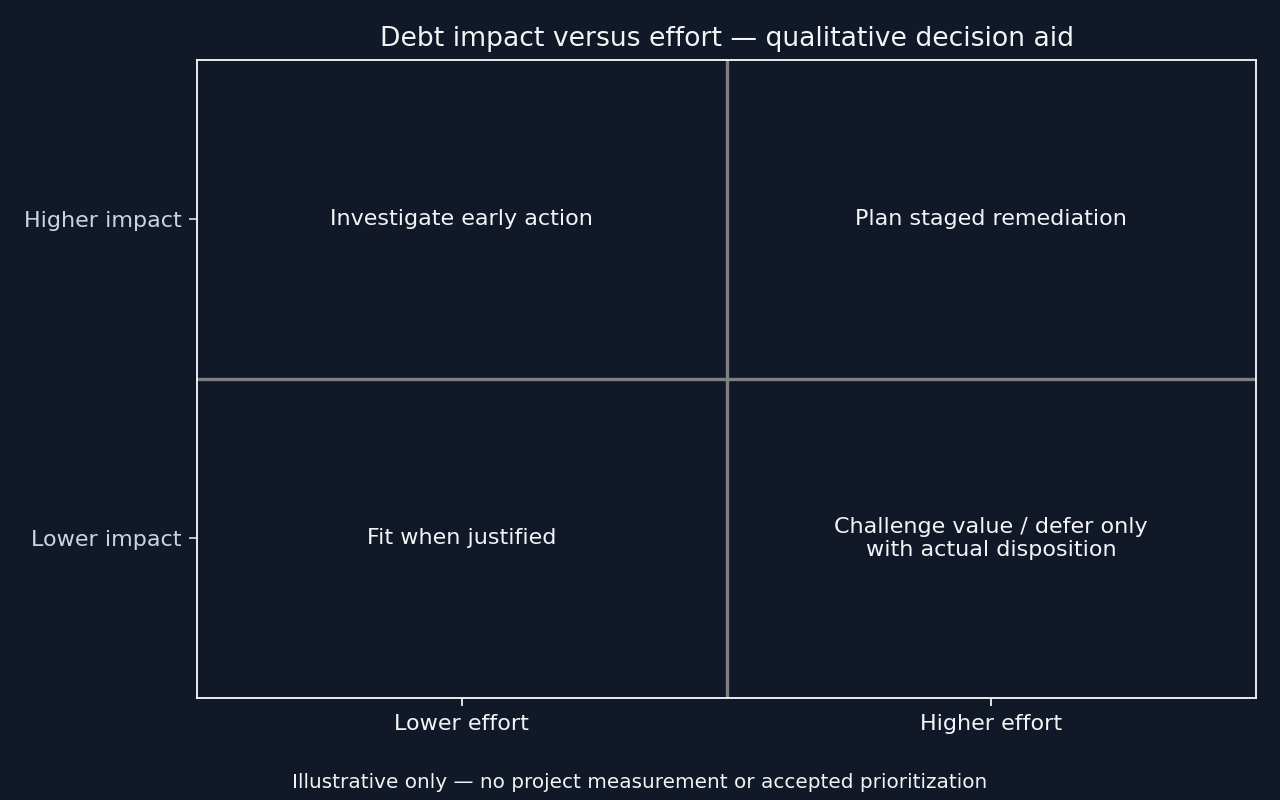 Debt impact versus effort — qualitative decision aid
Higher impact
Investigate early action
Plan staged remediation
Lower impact
Fit when justified
Challenge value / defer only
with actual disposition
Lower effort
Higher effort
Illustrative only — no project measurement or accepted prioritization